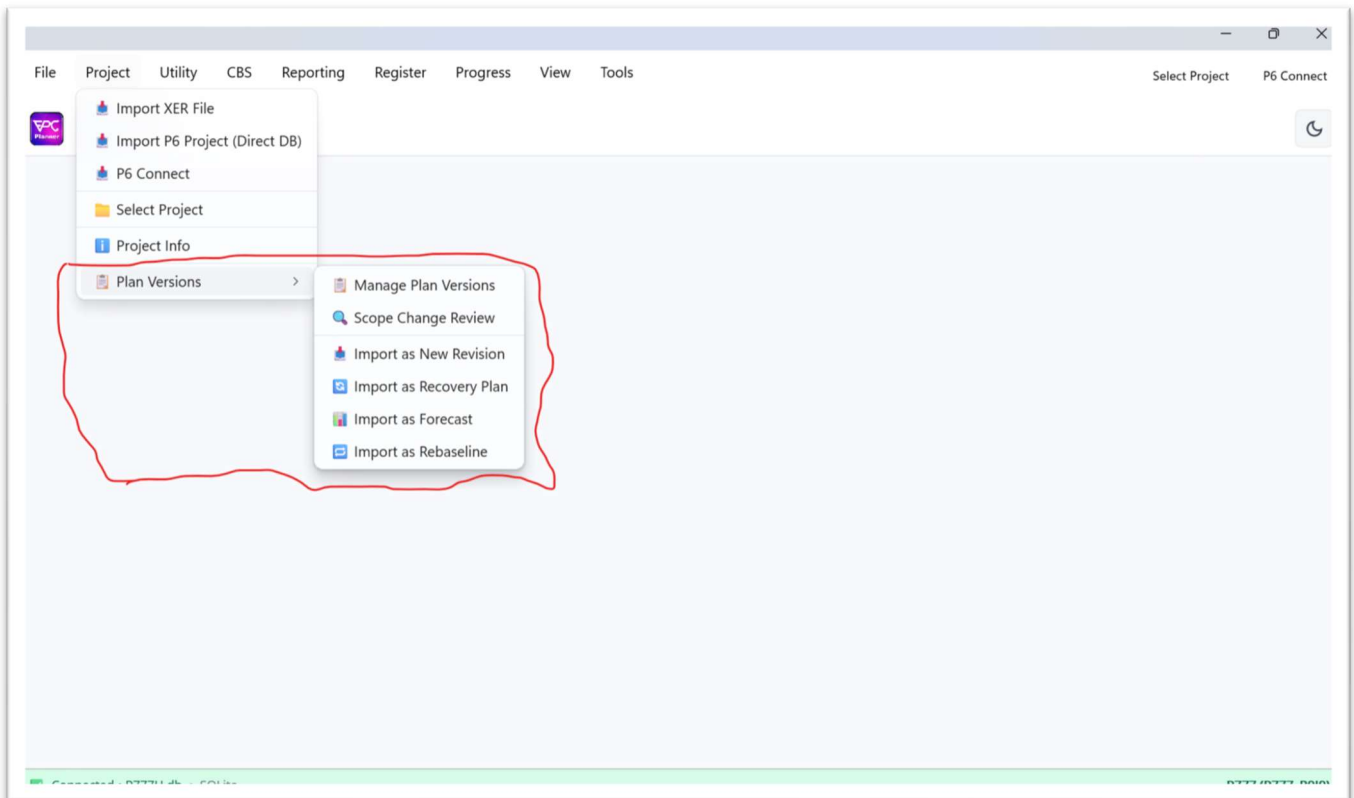 File Project Utility CBS Reporting Register Progress View Tools Select Project P6 Connect
EPC
Planner
Import XER File
Import P6 Project (Direct DB)
P6 Connect
Select Project
Project Info
Plan Versions
Manage Plan Versions
Scope Change Review
Import as New Revision
Import as Recovery Plan
Import as Forecast
Import as Rebaseline